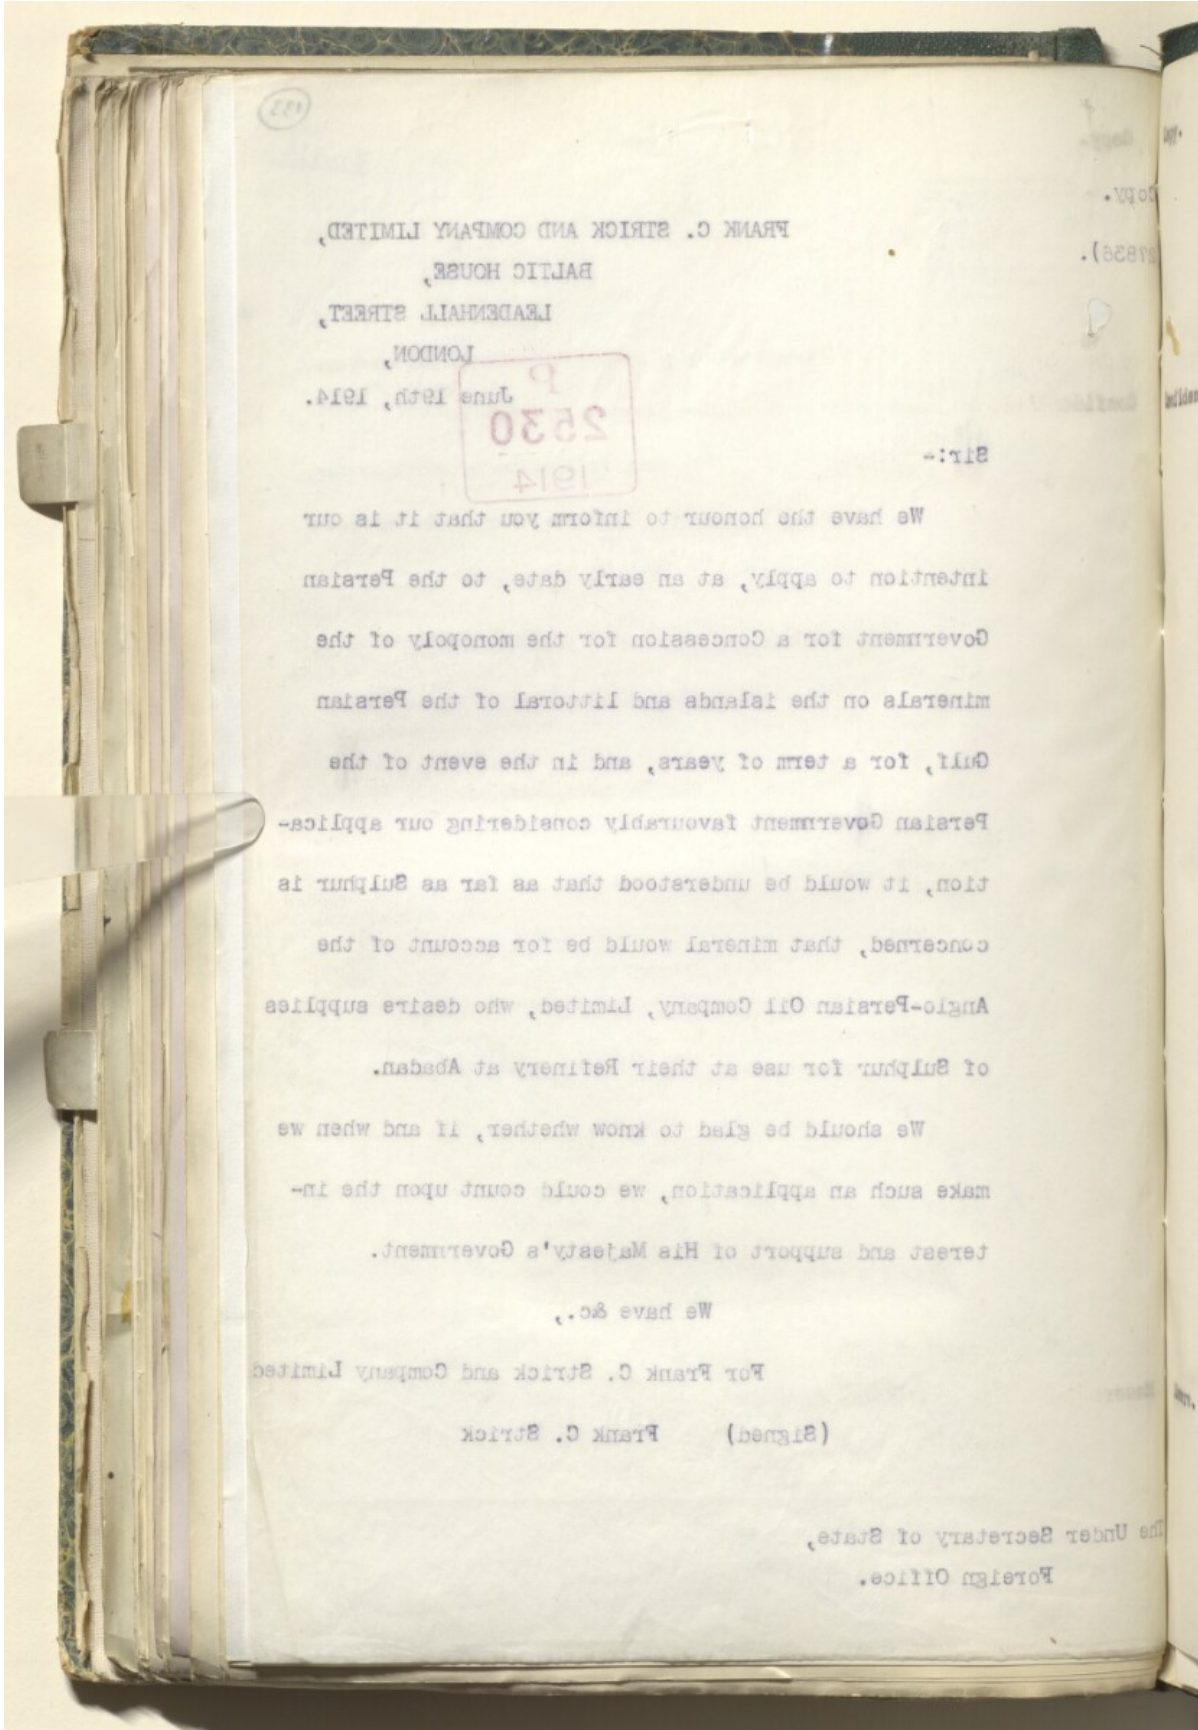 Copy.
(27836).
FRANK C. STRICK AND COMPANY LIMITED,
BALTIC HOUSE,
LEADENHALL STREET,
LONDON,
June 19th, 1914.
P
2530
1914
Sir:-
We have the honour to inform you that it is our
intention to apply, at an early date, to the Persian
Government for a Concession for the monopoly of the
minerals on the islands and littoral of the Persian
Gulf, for a term of years, and in the event of the
Persian Government favourably considering our applica-
tion, it would be understood that as far as Sulphur is
concerned, that mineral would be for account of the
Anglo-Persian Oil Company, Limited, who desire supplies
of Sulphur for use at their Refinery at Abadan.
We should be glad to know whether, if and when we
make such an application, we could count upon the in-
terest and support of His Majesty's Government.
We have &c.,
For Frank C. Strick and Company Limited
(Signed) Frank C. Strick
The Under Secretary of State,
Foreign Office.